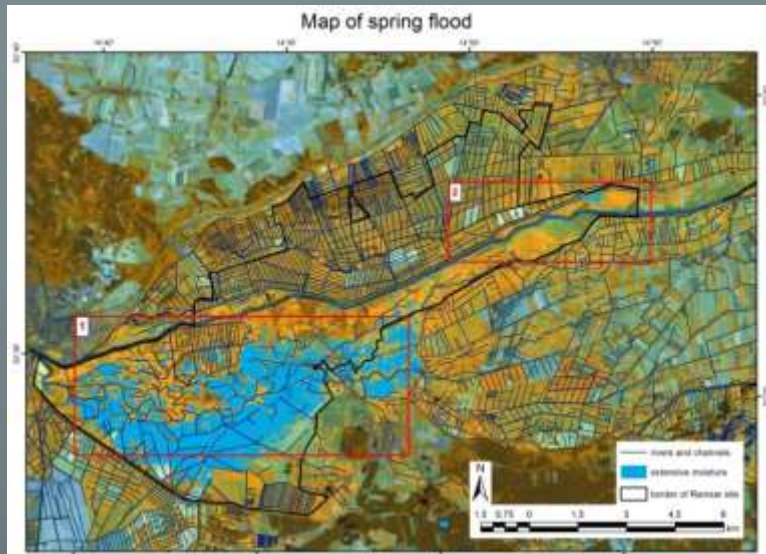 Map of spring flood
2
1
rivers and channels
extensive moisture
border of Ramsar site
N
1.5 0.75 0 1.5 3 4.5 6
km